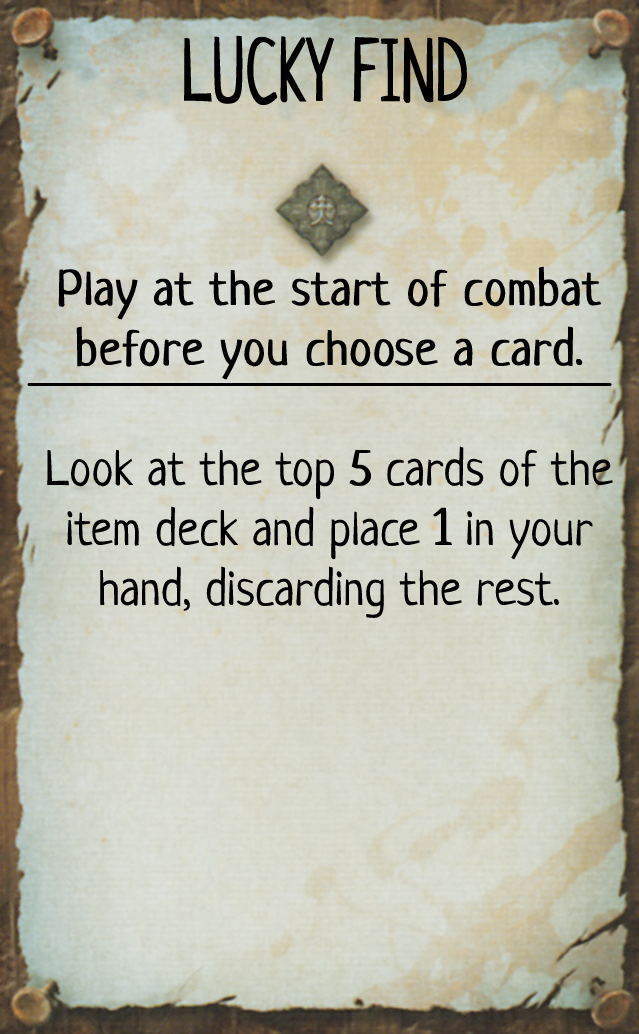 LUCKY FIND
Play at the start of combat
before you choose a card.
Look at the top 5 cards of the
item deck and place 1 in your
hand, discarding the rest.